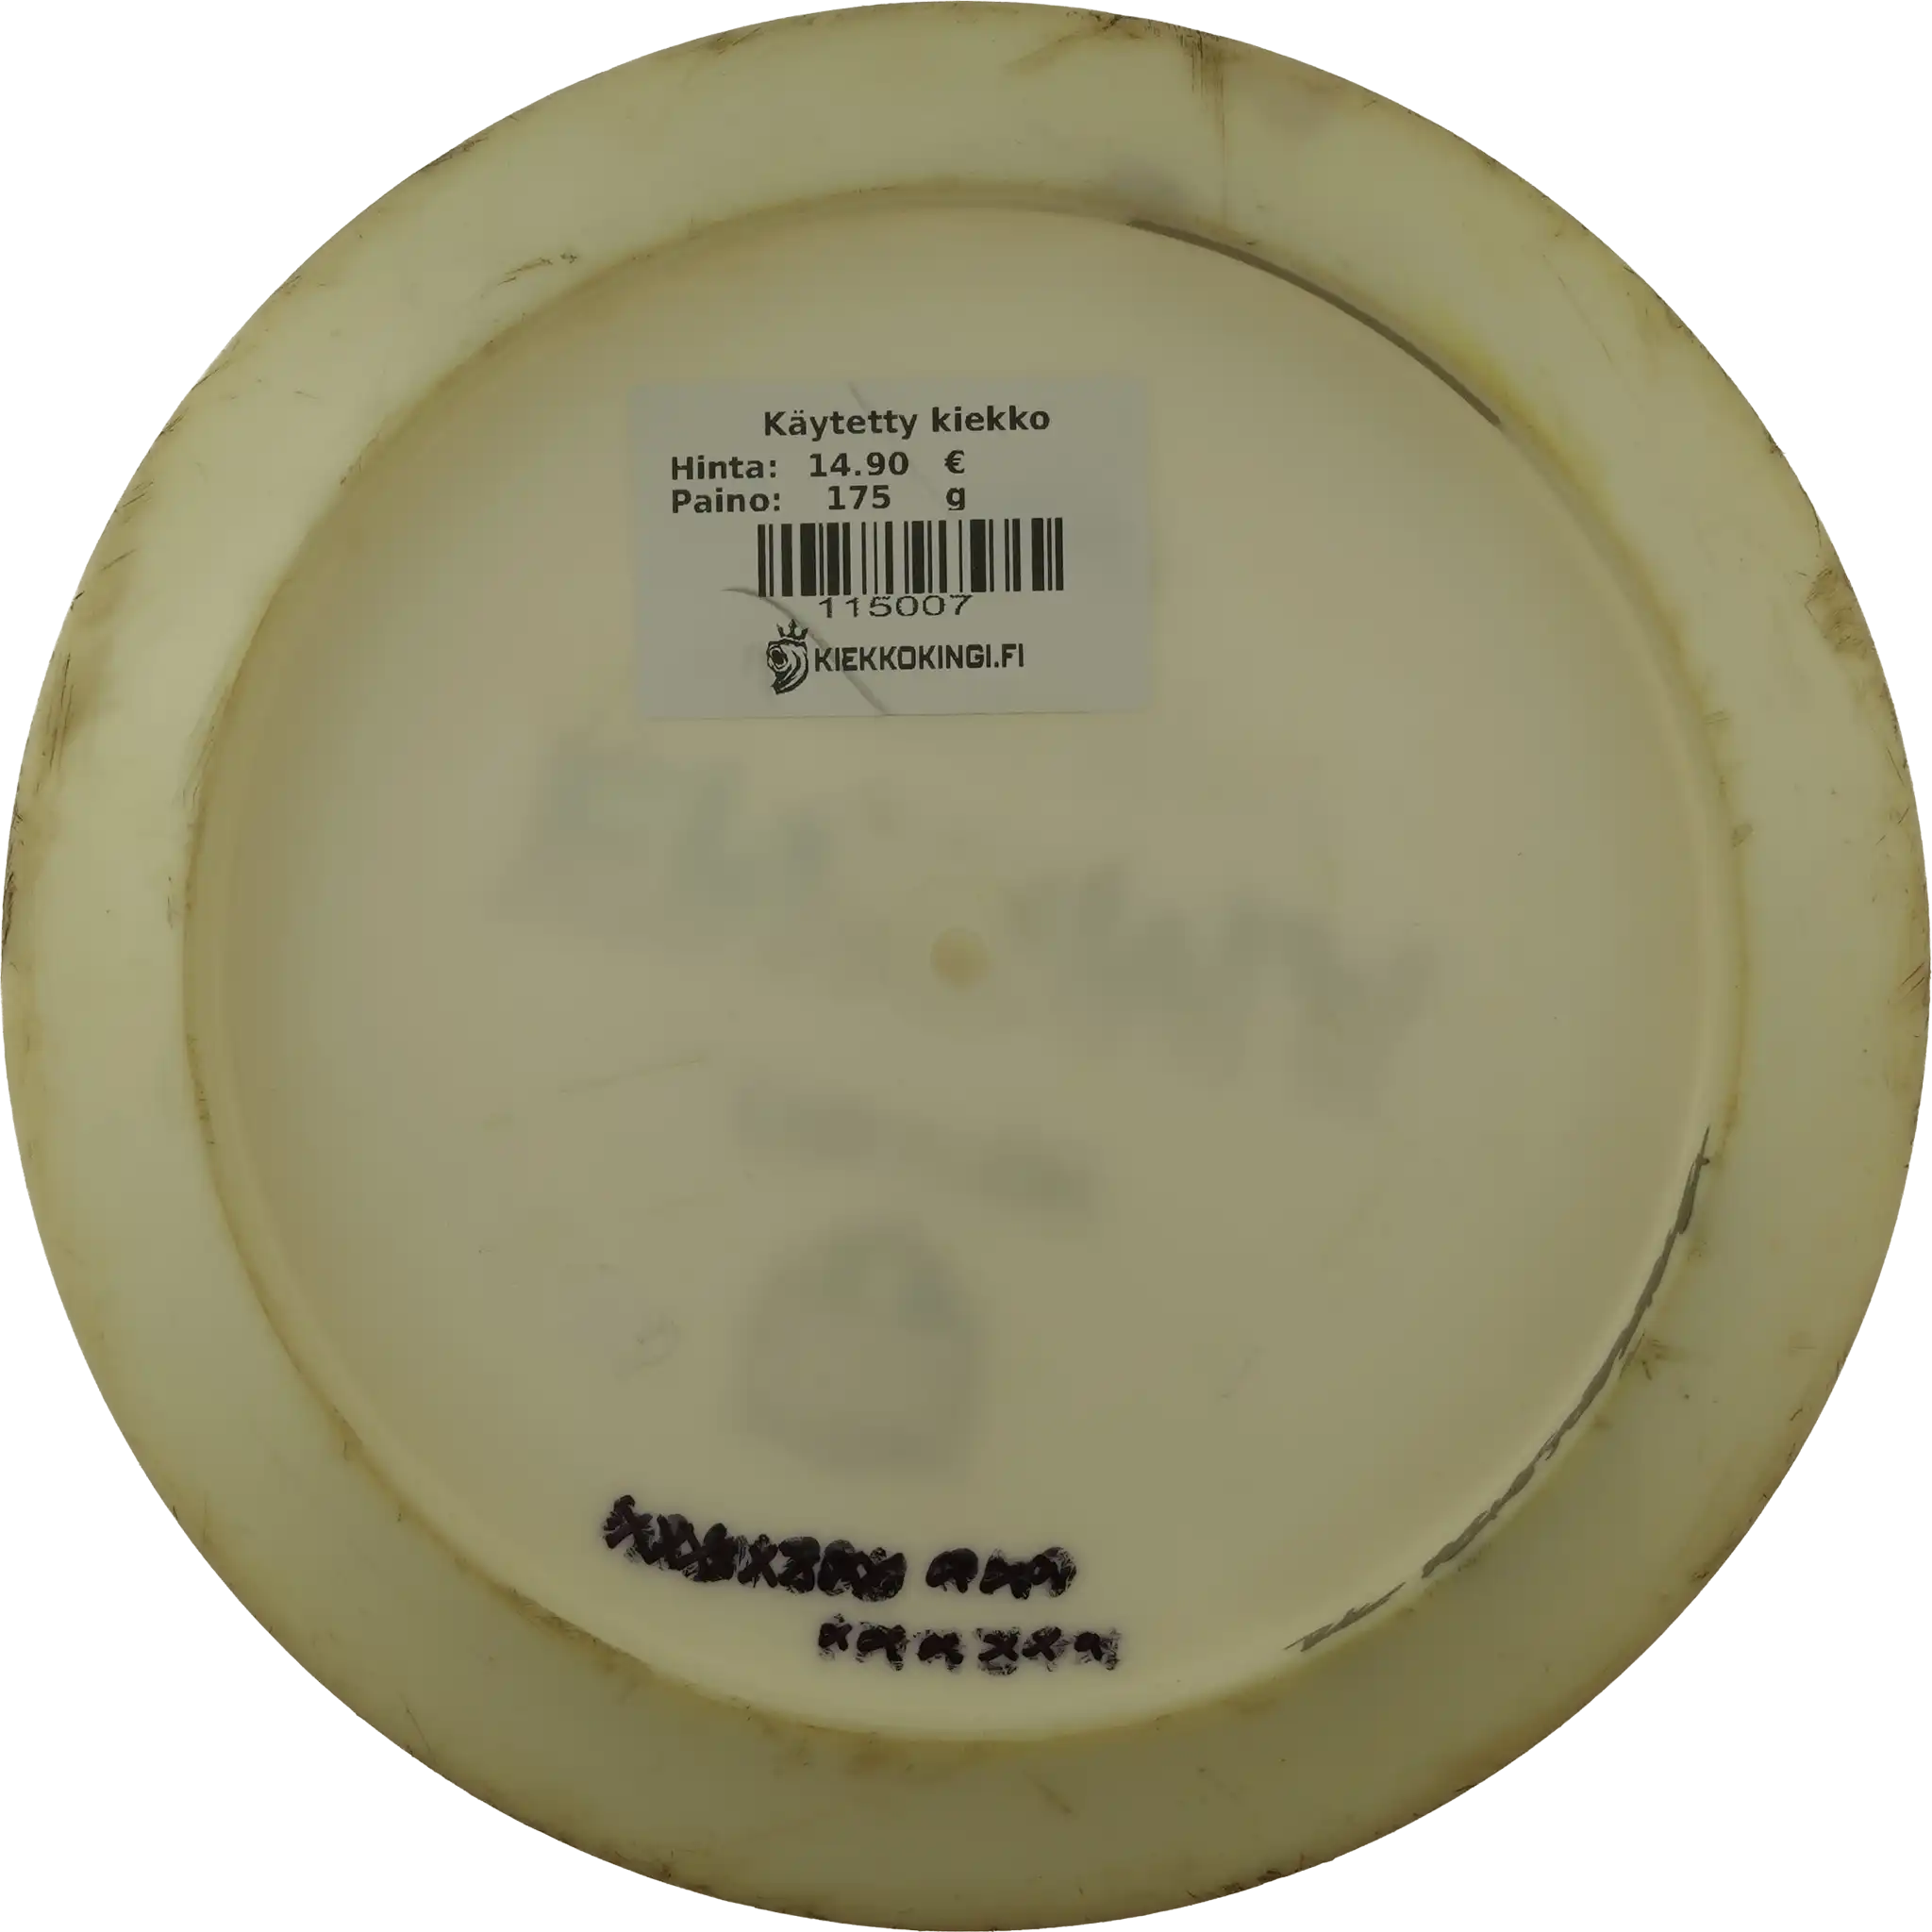 Käytetty kiekko
Hinta: 14.90 €
Paino: 175 g
115007
KIEKKOKINGI.FI